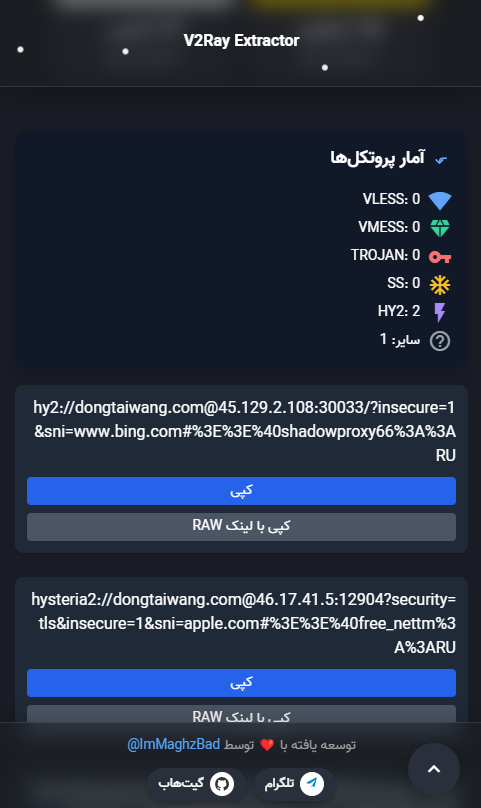 V2Ray Extractor
آمار پروتکل‌ها
VLESS: 0
VMESS: 0
TROJAN: 0
SS: 0
HY2: 2
سایر: 1
hy2://dongtaiwang.com@45.129.2.108:30033/?insecure=1
&sni=www.bing.com#%3E%3E%40shadowproxy66%3A%3A
RU
کپی
کپی با لینک RAW
hysteria2://dongtaiwang.com@46.17.41.5:12904?security=
tls&insecure=1&sni=apple.com#%3E%3E%40free_nettm%3
A%3ARU
کپی
کپی با لینک RAW
توسعه یافته با ❤️ توسط @ImMaghzBad
تلگرام
گیت‌هاب